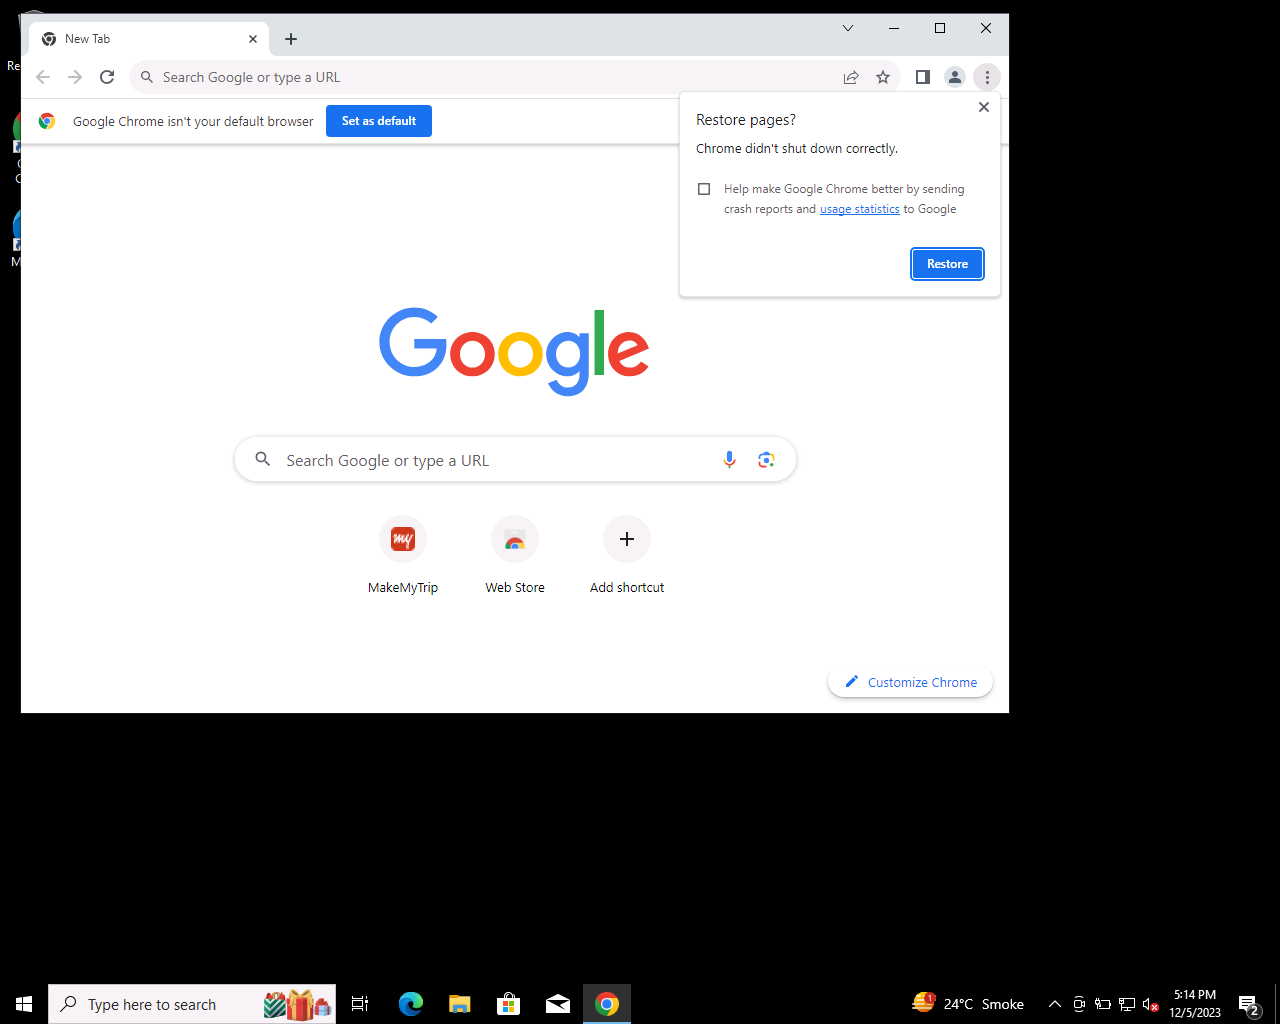 New Tab
Search Google or type a URL
Google Chrome isn't your default browser
Set as default
Restore pages?
Chrome didn't shut down correctly.
Help make Google Chrome better by sending
crash reports and usage statistics to Google
Restore
Re
C
C
M
Google
Search Google or type a URL
my
MakeMyTrip
Web Store
Add shortcut
Customize Chrome
Type here to search
1
24°C Smoke
5:14 PM
12/5/2023
2